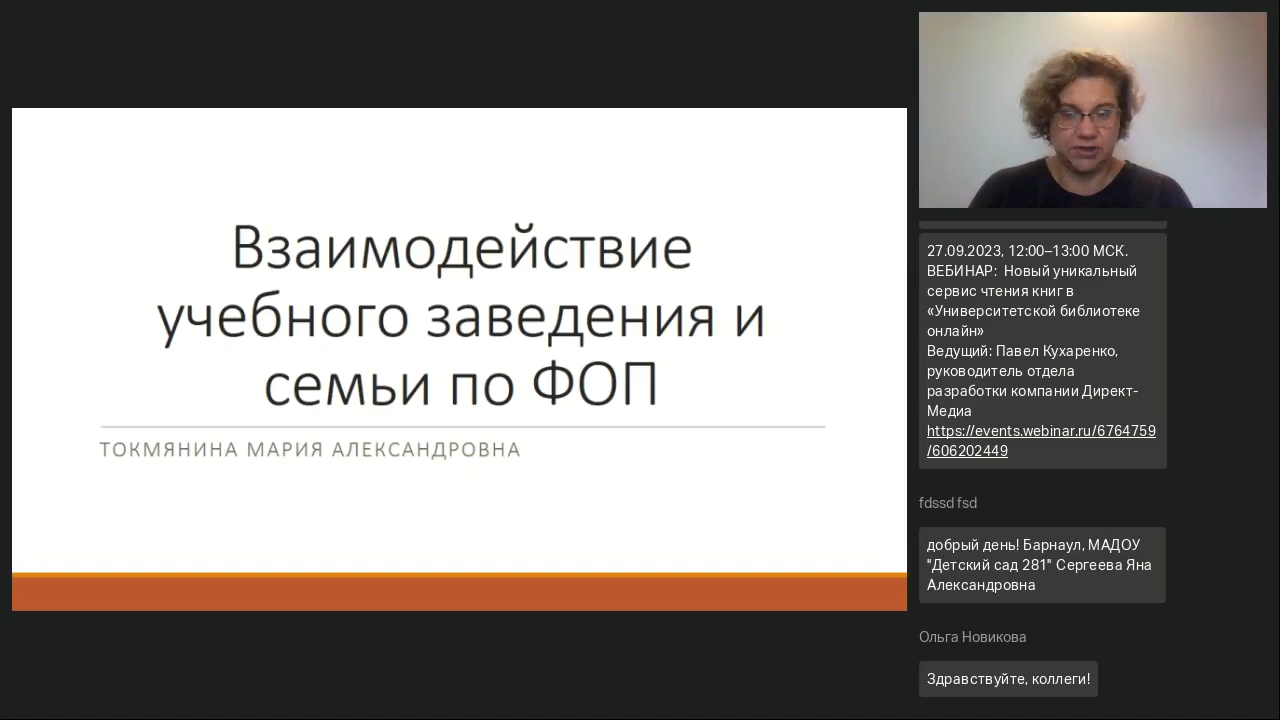 Взаимодействие
учебного заведения и
семьи по ФОП
ТОКМЯНИНА МАРИЯ АЛЕКСАНДРОВНА
27.09.2023, 12:00–13:00 МСК.
ВЕБИНАР:  Новый уникальный
сервис чтения книг в
«Университетской библиотеке
онлайн»
Ведущий: Павел Кухаренко,
руководитель отдела
разработки компании Директ-
Медиа
https://events.webinar.ru/6764759
/606202449
fdssd fsd
добрый день! Барнаул, МАДОУ
"Детский сад 281" Сергеева Яна
Александровна
Ольга Новикова
Здравствуйте, коллеги!